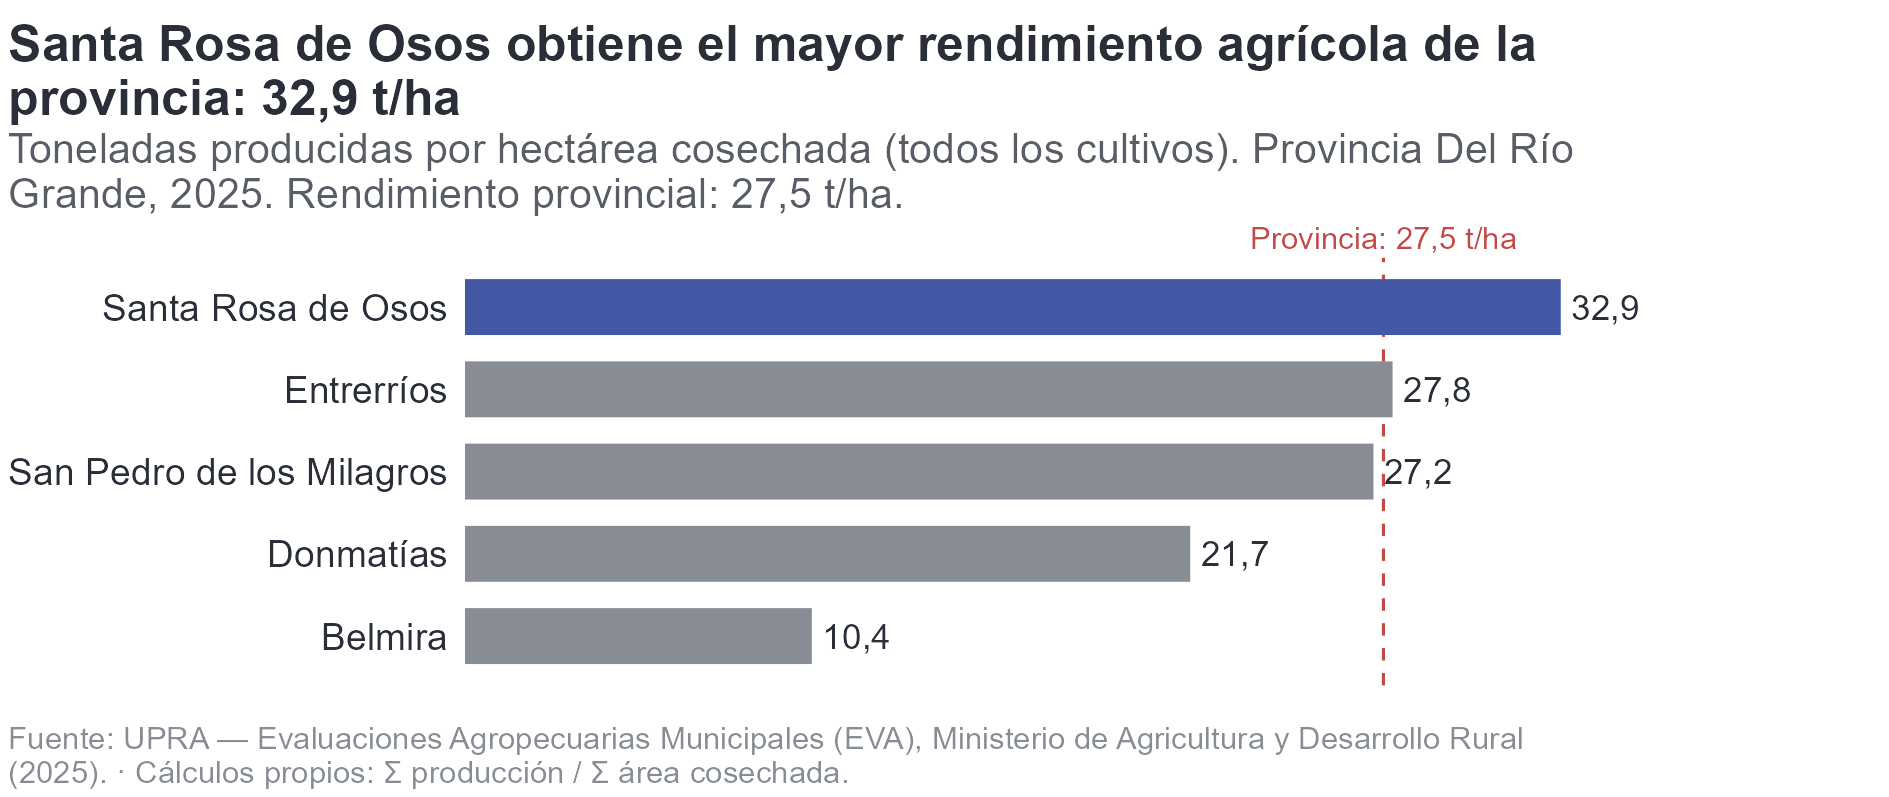 Santa Rosa de Osos obtiene el mayor rendimiento agrícola de la
provincia: 32,9 t/ha
Toneladas producidas por hectárea cosechada (todos los cultivos). Provincia Del Río
Grande, 2025. Rendimiento provincial: 27,5 t/ha.
Provincia: 27,5 t/ha
Santa Rosa de Osos 32,9
Entrerríos 27,8
San Pedro de los Milagros 27,2
Donmatías 21,7
Belmira 10,4
Fuente: UPRA — Evaluaciones Agropecuarias Municipales (EVA), Ministerio de Agricultura y Desarrollo Rural
(2025). · Cálculos propios: Σ producción / Σ área cosechada.